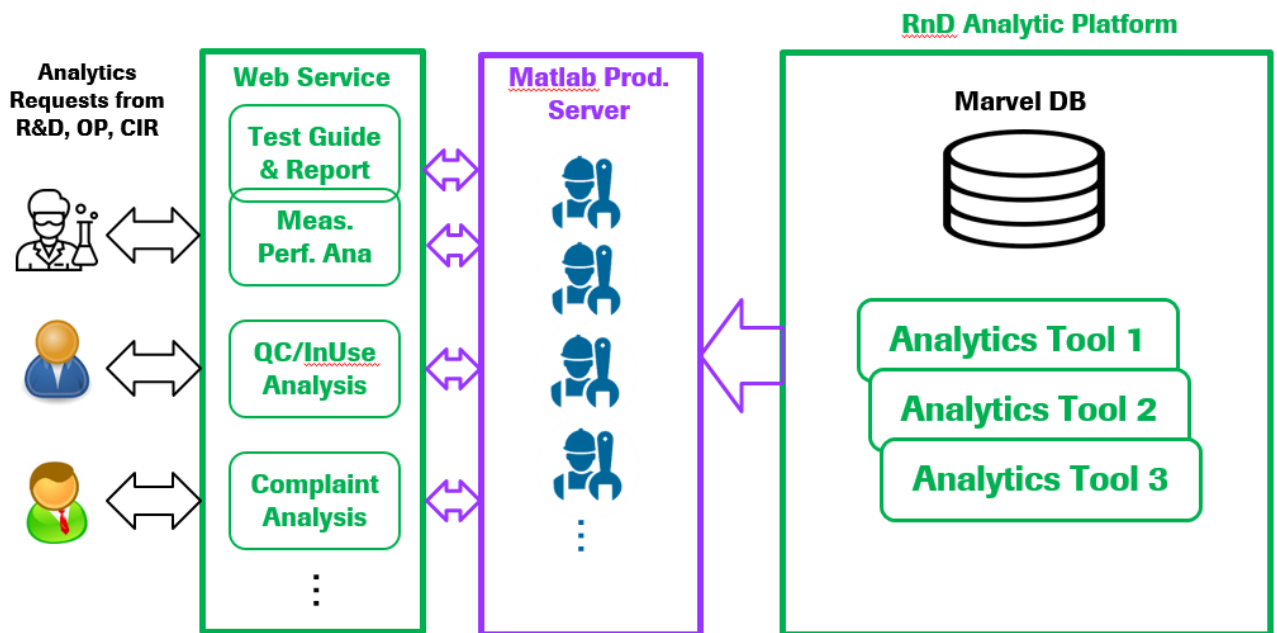 RnD Analytic Platform
Analytics
Requests from
R&D, OP, CIR
Web Service
Test Guide
& Report
Meas.
Perf. Ana
QC/InUse
Analysis
Complaint
Analysis
⋮
Matlab Prod.
Server
⋮
Marvel DB
Analytics Tool 1
Analytics Tool 2
Analytics Tool 3